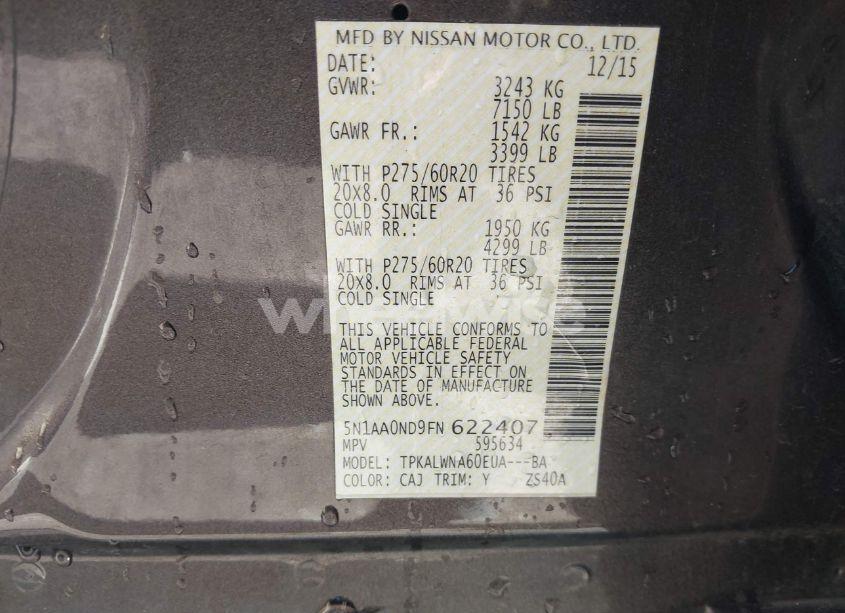 MFD BY NISSAN MOTOR CO., LTD.
DATE: 12/15
GVWR: 3243 KG
7150 LB
GAWR FR.: 1542 KG
3399 LB
WITH P275/60R20 TIRES
20X8.0 RIMS AT 36 PSI
COLD SINGLE
GAWR RR.: 1950 KG
4299 LB
WITH P275/60R20 TIRES
20X8.0 RIMS AT 36 PSI
COLD SINGLE
THIS VEHICLE CONFORMS TO
ALL APPLICABLE FEDERAL
MOTOR VEHICLE SAFETY
STANDARDS IN EFFECT ON
THE DATE OF MANUFACTURE
SHOWN ABOVE.
5N1AA0ND9FN 622407
MPV 595634
MODEL: TPKALWNA60EUA---BA
COLOR: CAJ TRIM: Y ZS40A